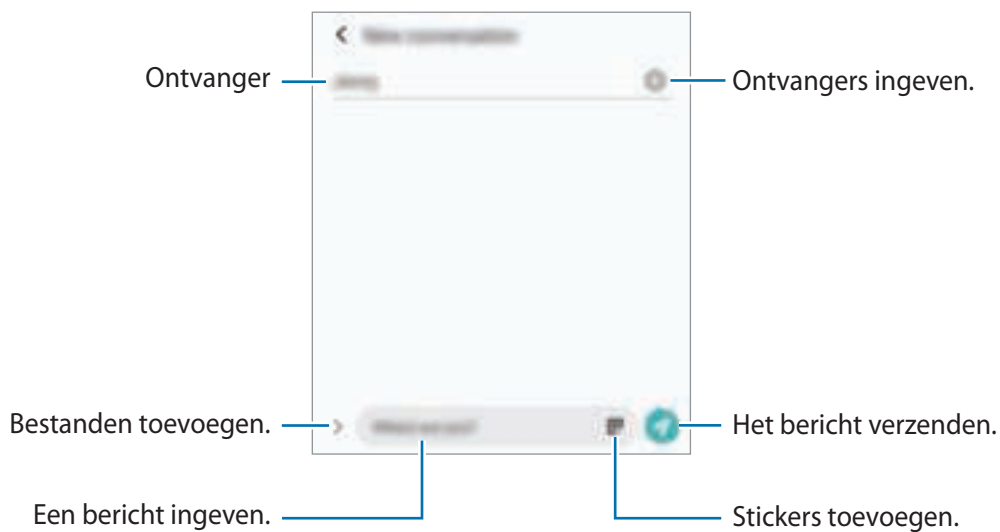 Ontvanger
Ontvangers ingeven.
Bestanden toevoegen.
Het bericht verzenden.
Een bericht ingeven.
Stickers toevoegen.